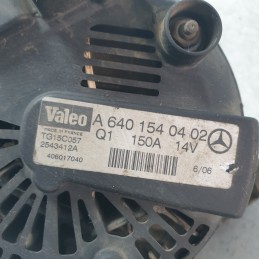 Valeo A 640 154 04 02
MADE IN FRANCE
TG15C057 Q1 150A 14V
2543412A
406017040 6/06